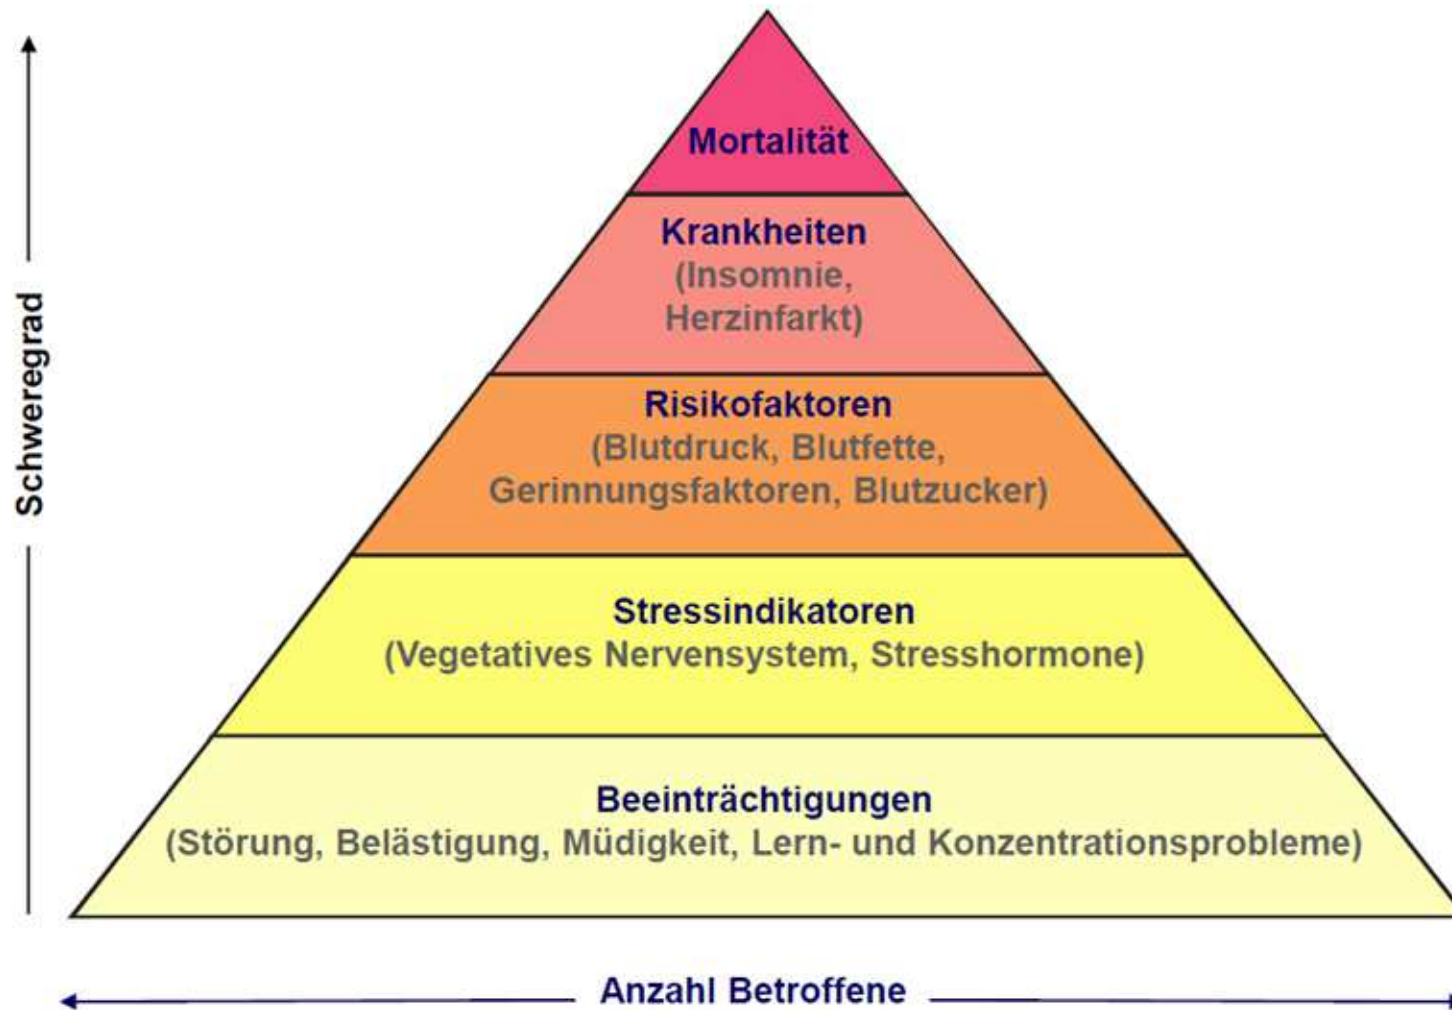 Mortalität
Krankheiten
(Insomnie,
Herzinfarkt)
Risikofaktoren
(Blutdruck, Blutfette,
Gerinnungsfaktoren, Blutzucker)
Stressindikatoren
(Vegetatives Nervensystem, Stresshormone)
Beeinträchtigungen
(Störung, Belästigung, Müdigkeit, Lern- und Konzentrationsprobleme)
Schweregrad
Anzahl Betroffene